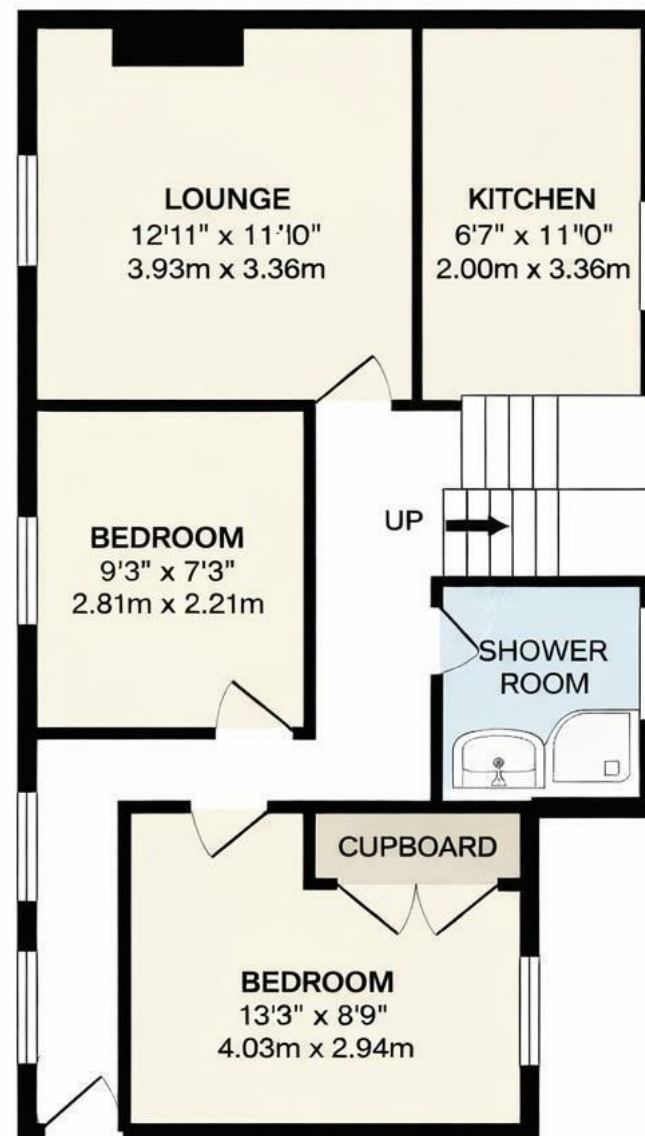 LOUNGE
12'11" x 11'10"
3.93m x 3.36m
KITCHEN
6'7" x 11"0"
2.00m x 3.36m
BEDROOM
9'3" x 7'3"
2.81m x 2.21m
UP
SHOWER
ROOM
CUPBOARD
BEDROOM
13'3" x 8'9"
4.03m x 2.94m